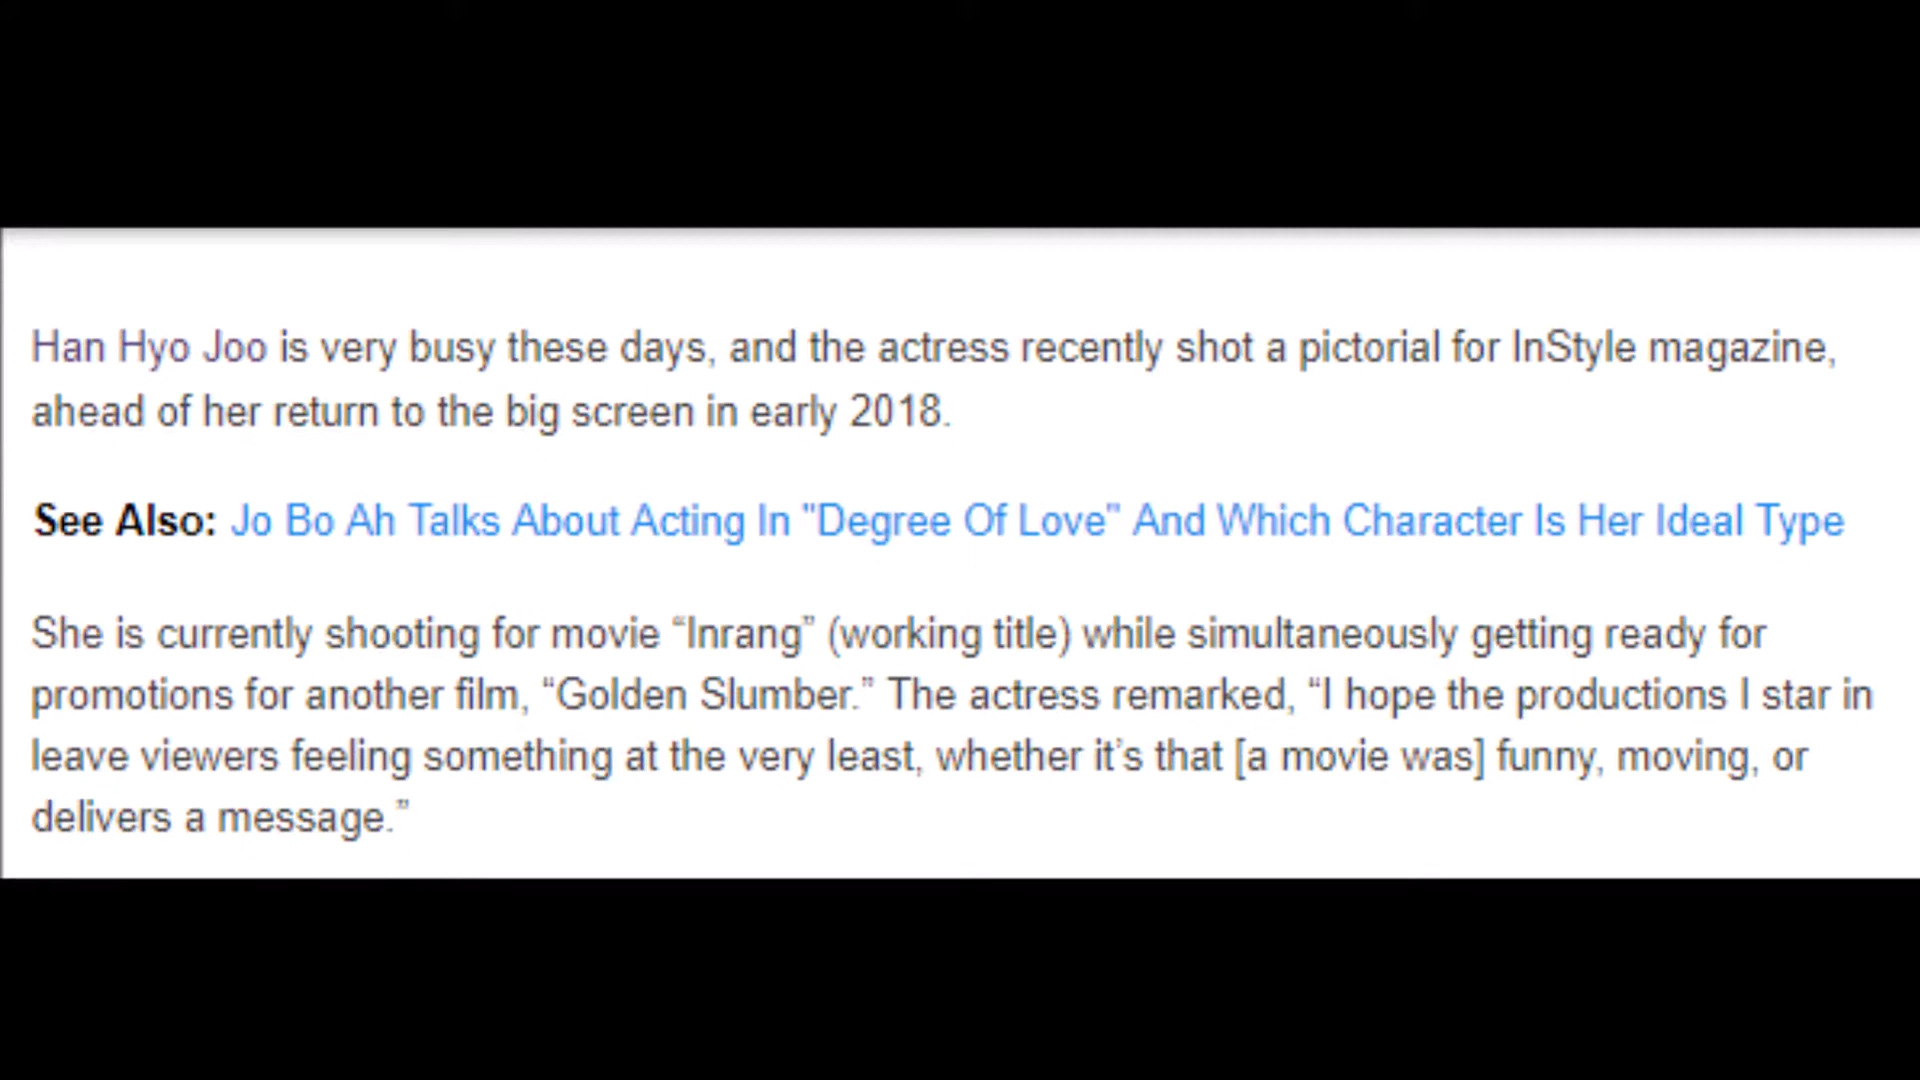 Han Hyo Joo is very busy these days, and the actress recently shot a pictorial for InStyle magazine,
ahead of her return to the big screen in early 2018.
See Also: Jo Bo Ah Talks About Acting In "Degree Of Love" And Which Character Is Her Ideal Type
She is currently shooting for movie “Inrang” (working title) while simultaneously getting ready for
promotions for another film, “Golden Slumber.” The actress remarked, “I hope the productions I star in
leave viewers feeling something at the very least, whether it’s that [a movie was] funny, moving, or
delivers a message.”